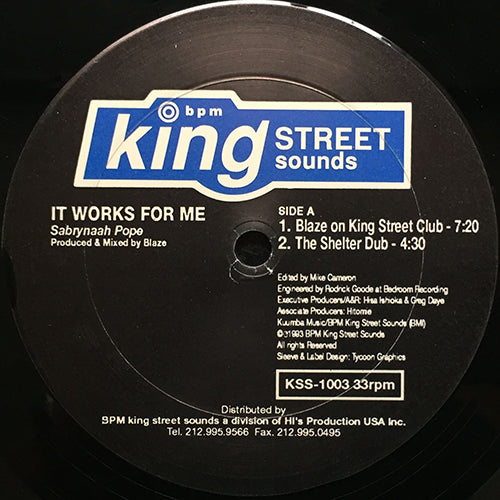 bpm
king STREET
sounds
IT WORKS FOR ME
Sabrynaah Pope
Produced & Mixed by Blaze
SIDE A
1. Blaze on King Street Club - 7:20
2. The Shelter Dub - 4:30
Edited by Mike Cameron
Engineered by Rodrick Goode at Bedroom Recording
Executive Producers/A&R: Hisa Ishioka & Greg Daye
Associate Producers: Hitomie
Kuumba Music/BPM King Street Sounds (BMI)
©℗1993 BPM King Street Sounds
All rights Reserved
Sleeve & Label Design: Tycoon Graphics
KSS-1003 33rpm
Distributed by
BPM king street sounds a division of HI's Production USA Inc.
Tel. 212.995.9566 Fax. 212.995.0495